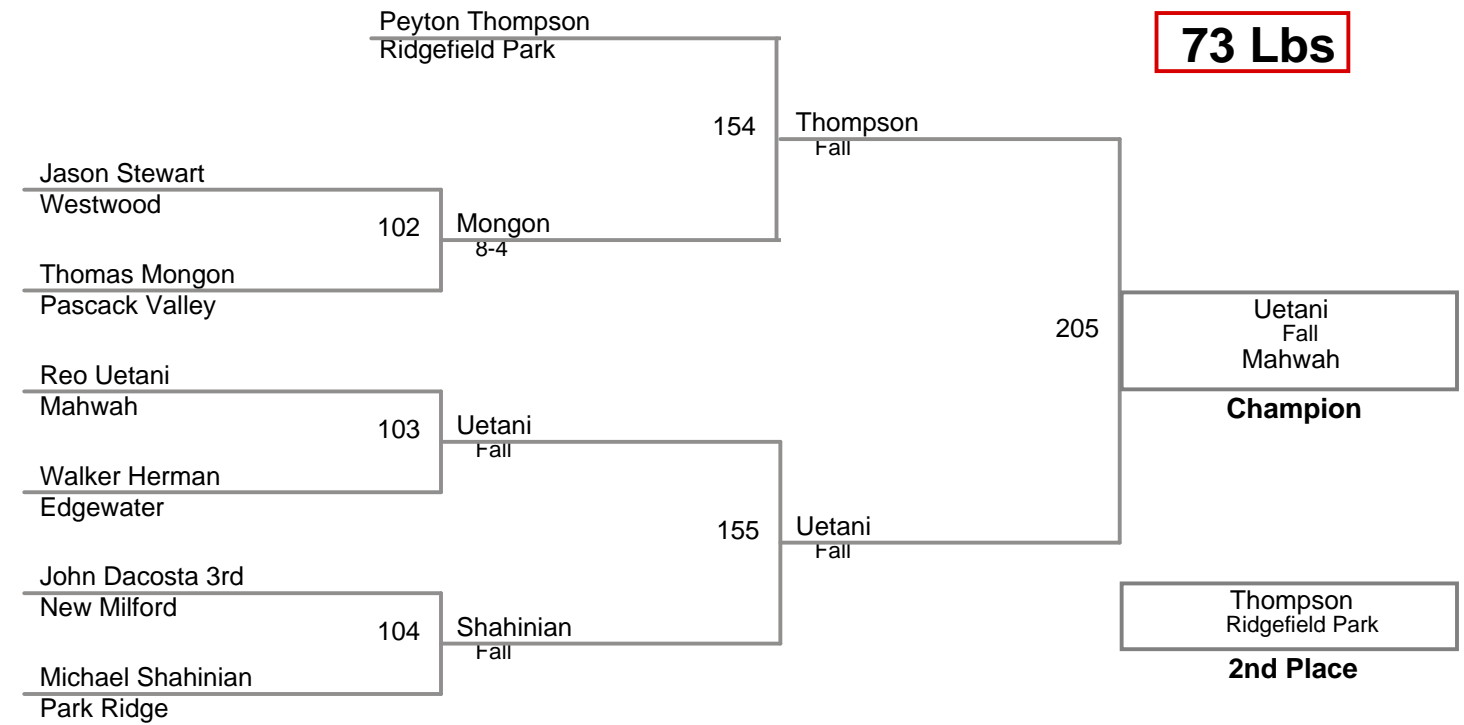 Peyton Thompson
Ridgefield Park
73 Lbs
154
Thompson
Fall
Jason Stewart
Westwood
102
Mongon
8-4
Thomas Mongon
Pascack Valley
205
Uetani
Fall
Mahwah
Champion
Reo Uetani
Mahwah
103
Uetani
Fall
Walker Herman
Edgewater
155
Uetani
Fall
John Dacosta 3rd
New Milford
104
Shahinian
Fall
Michael Shahinian
Park Ridge
Thompson
Ridgefield Park
2nd Place